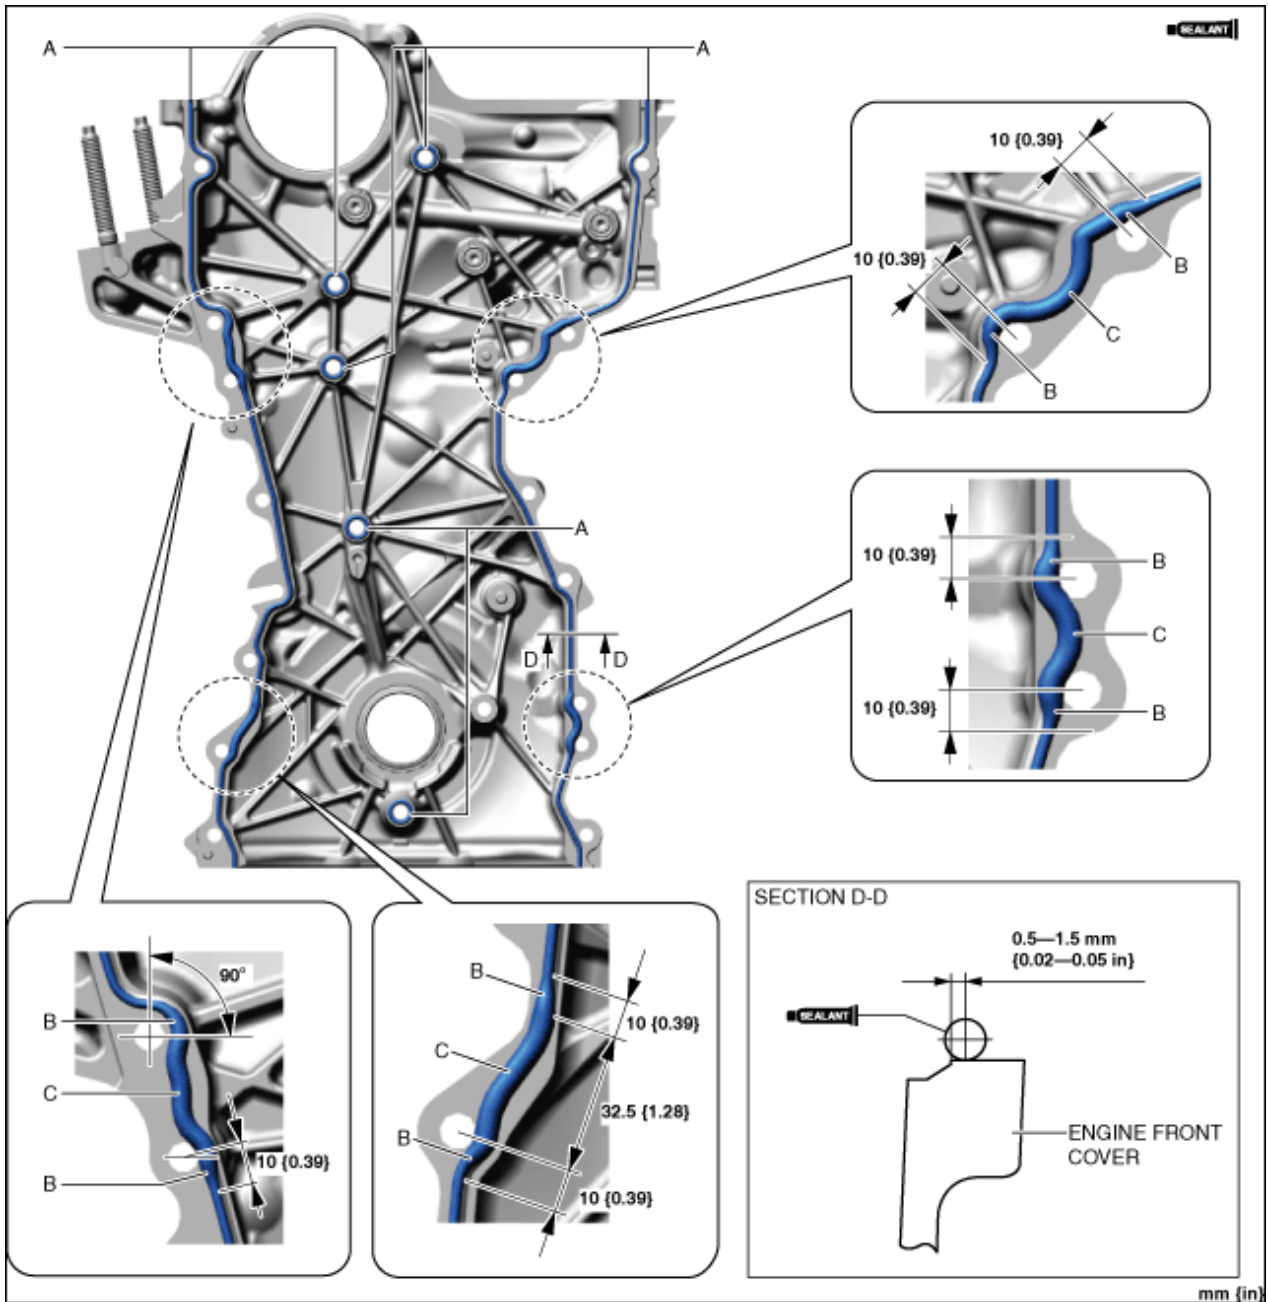 A
A
SEALANT
10 {0.39}
10 {0.39}
B
C
B
A
10 {0.39}
B
C
D
D
10 {0.39}
B
SECTION D-D
0.5—1.5 mm
{0.02—0.05 in}
SEALANT
ENGINE FRONT
COVER
90°
B
C
B
10 {0.39}
B
10 {0.39}
C
32.5 {1.28}
B
10 {0.39}
mm {in}